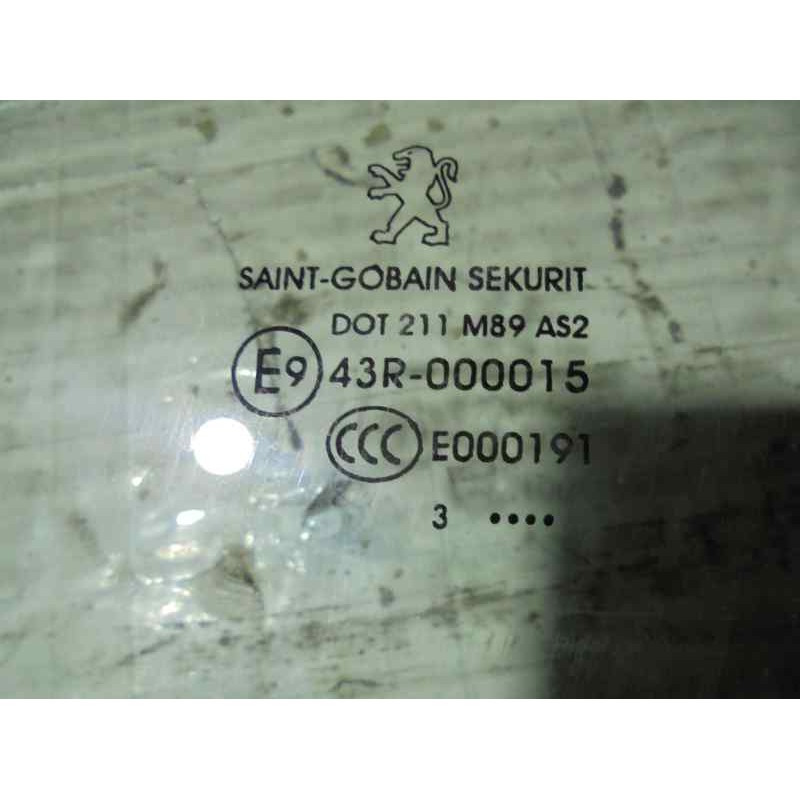 SAINT-GOBAIN SEKURIT
DOT 211 M89 AS2
E9 43R-000015
CCC E000191
3 ••••